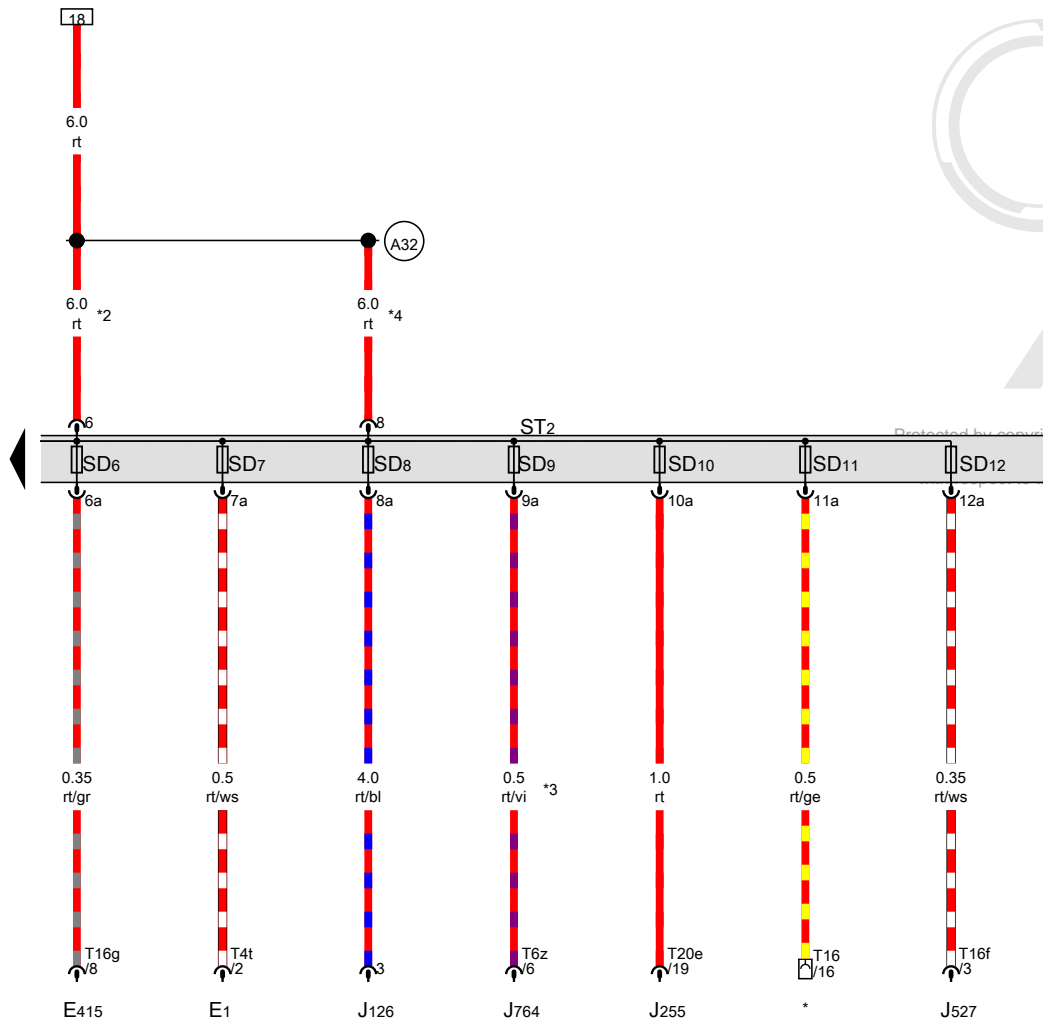 18
6.0
rt
A32
6.0
rt
*2
6.0
rt
*4
6
8
ST2
Protected by copyri
SD6
SD7
SD8
SD9
SD10
SD11
SD12
6a
7a
8a
9a
10a
11a
12a
0.35
rt/gr
0.5
rt/ws
4.0
rt/bl
0.5
rt/vi
*3
1.0
rt
0.5
rt/ge
0.35
rt/ws
T16g
/8
T4t
/2
3
T6z
/6
T20e
/19
T16
/16
T16f
/3
E415
E1
J126
J764
J255
*
J527